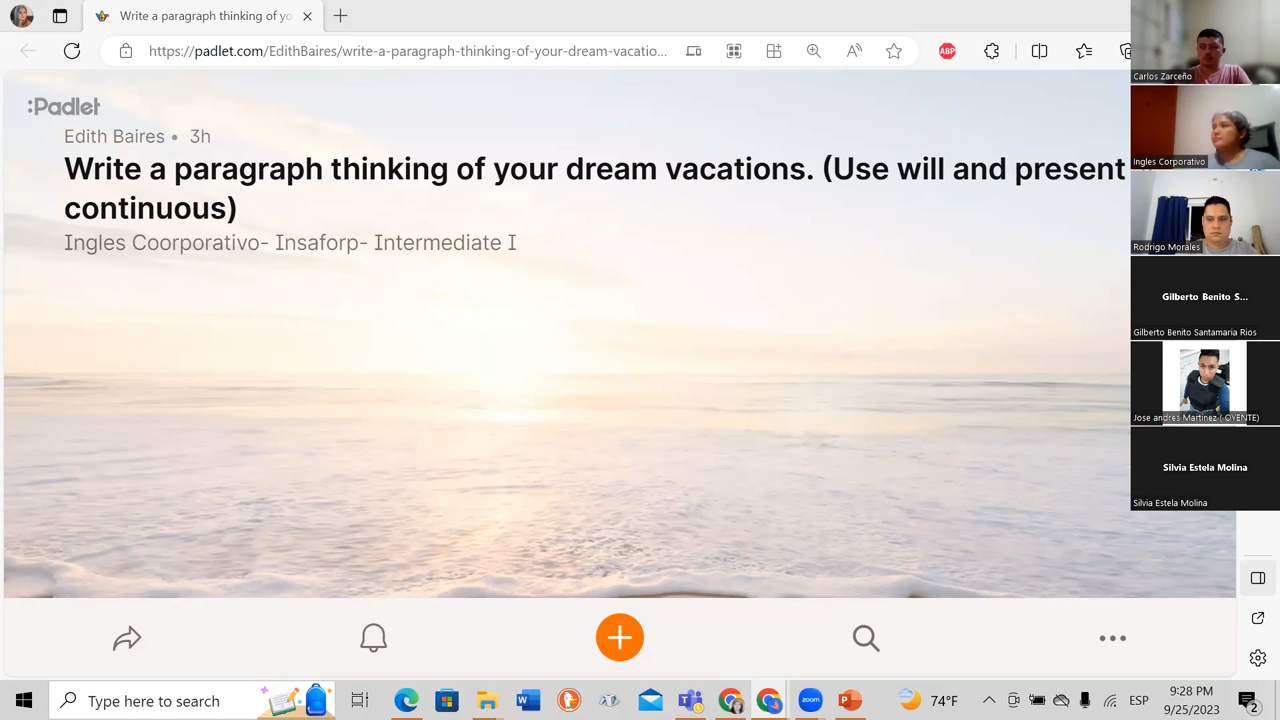 Write a paragraph thinking of yo
https://padlet.com/EdithBaires/write-a-paragraph-thinking-of-your-dream-vacatio...
ABP
:Padlet
Edith Baires • 3h
Write a paragraph thinking of your dream vacations. (Use will and present
continuous)
Ingles Coorporativo- Insaforp- Intermediate I
Carlos Zarceño
Ingles Corporativo
Rodrigo Morales
Gilberto Benito S...
Gilberto Benito Santamaria Rios
Jose andres Martinez ( OYENTE)
Silvia Estela Molina
Silvia Estela Molina
Type here to search
zoom
74°F
ESP
9:28 PM
9/25/2023
2